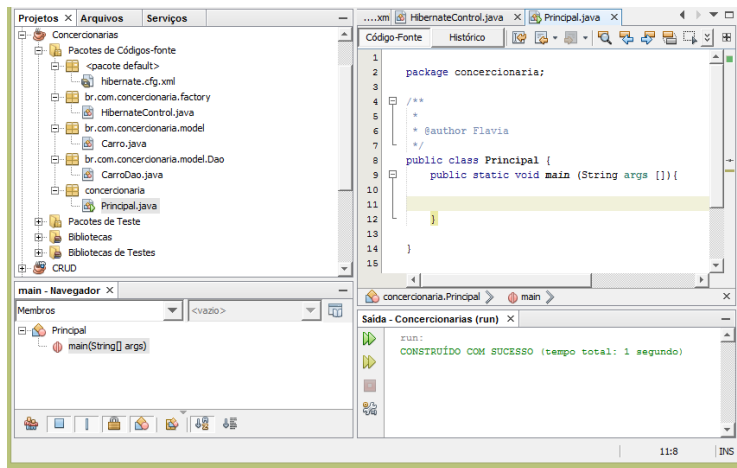 Projetos × Arquivos Serviços
Concercionarias
Pacotes de Códigos-fonte
<pacote default>
hibernate.cfg.xml
br.com.concercionaria.factory
HibernateControl.java
br.com.concercionaria.model
Carro.java
br.com.concercionaria.model.Dao
CarroDao.java
concercionaria
Principal.java
Pacotes de Teste
Bibliotecas
Bibliotecas de Testes
CRUD
main - Navegador ×
Membros <vazio>
Principal
main(String[] args)
....xm HibernateControl.java × Principal.java ×
Código-Fonte Histórico
1
2 package concercionaria;
3
4 /**
5 *
6 * @author Flavia
7 */
8 public class Principal {
9 public static void main (String args []){
10
11
12 }
13
14 }
15
concercionaria.Principal main ×
Saída - Concercionarias (run) ×
run:
CONSTRUÍDO COM SUCESSO (tempo total: 1 segundo)
11:8 INS